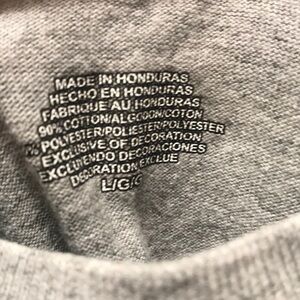 MADE IN HONDURAS
HECHO EN HONDURAS
FABRIQUE AU HONDURAS
90% COTTON/ALGODON/COTON
POLYESTER/POLIESTER/POLYESTER
EXCLUSIVE OF DECORATION
EXCLUYENDO DECORACIONES
DECORATION EXCLUE
L/G/G